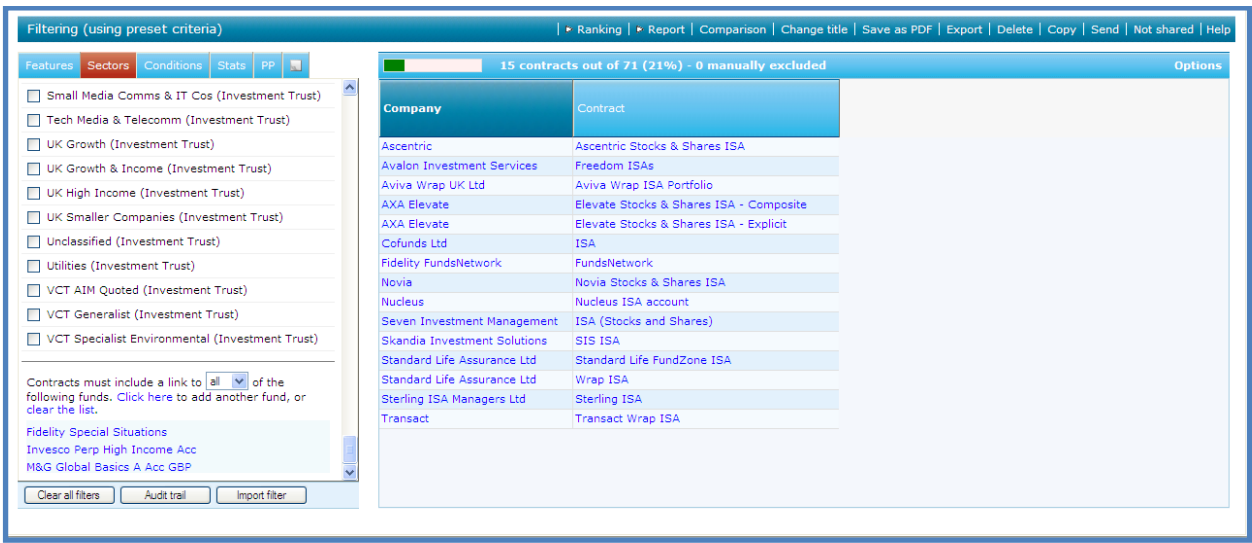 Filtering (using preset criteria)
Ranking | Report | Comparison | Change title | Save as PDF | Export | Delete | Copy | Send | Not shared | Help
Features Sectors Conditions Stats PP
15 contracts out of 71 (21%) - 0 manually excluded Options
Small Media Comms & IT Cos (Investment Trust)
Tech Media & Telecomm (Investment Trust)
UK Growth (Investment Trust)
UK Growth & Income (Investment Trust)
UK High Income (Investment Trust)
UK Smaller Companies (Investment Trust)
Unclassified (Investment Trust)
Utilities (Investment Trust)
VCT AIM Quoted (Investment Trust)
VCT Generalist (Investment Trust)
VCT Specialist Environmental (Investment Trust)
Contracts must include a link to all of the
following funds. Click here to add another fund, or
clear the list.
Fidelity Special Situations
Invesco Perp High Income Acc
M&G Global Basics A Acc GBP
Clear all filters Audit trail Import filter
Company Contract
Ascentric Ascentric Stocks & Shares ISA
Avalon Investment Services Freedom ISAs
Aviva Wrap UK Ltd Aviva Wrap ISA Portfolio
AXA Elevate Elevate Stocks & Shares ISA - Composite
AXA Elevate Elevate Stocks & Shares ISA - Explicit
Cofunds Ltd ISA
Fidelity FundsNetwork FundsNetwork
Novia Novia Stocks & Shares ISA
Nucleus Nucleus ISA account
Seven Investment Management ISA (Stocks and Shares)
Skandia Investment Solutions SIS ISA
Standard Life Assurance Ltd Standard Life FundZone ISA
Standard Life Assurance Ltd Wrap ISA
Sterling ISA Managers Ltd Sterling ISA
Transact Transact Wrap ISA